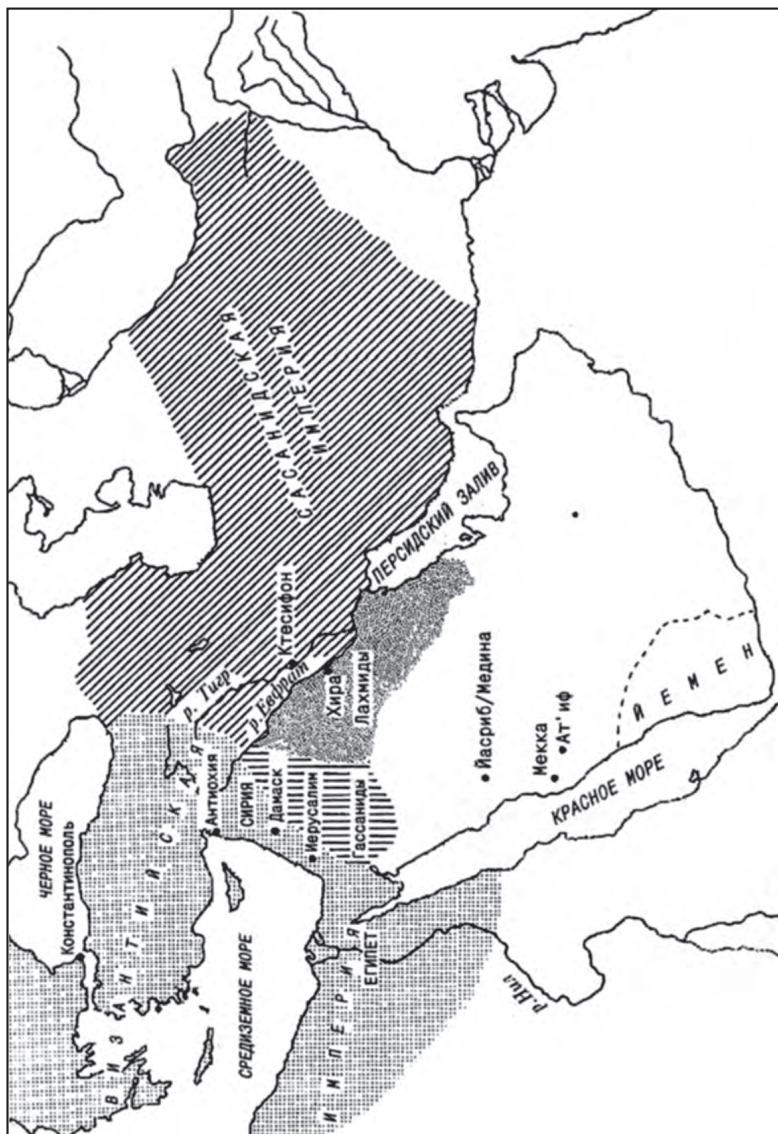 ЧЕРНОЕ МОРЕ
Константинополь
ВИЗАНТИЙСКАЯ
ИМПЕРИЯ
СРЕДИЗЕМНОЕ МОРЕ
Антиохия
СИРИЯ
Дамаск
Иерусалим
Гассаниды
ЕГИПЕТ
р.Нил
р. Тигр
р.Евфрат
Ктесифон
Хира
Лахмиды
САСАНИДСКАЯ
ИМПЕРИЯ
ПЕРСИДСКИЙ ЗАЛИВ
Йасриб/Медина
Мекка
Ат'иф
КРАСНОЕ МОРЕ
ЙЕМЕН